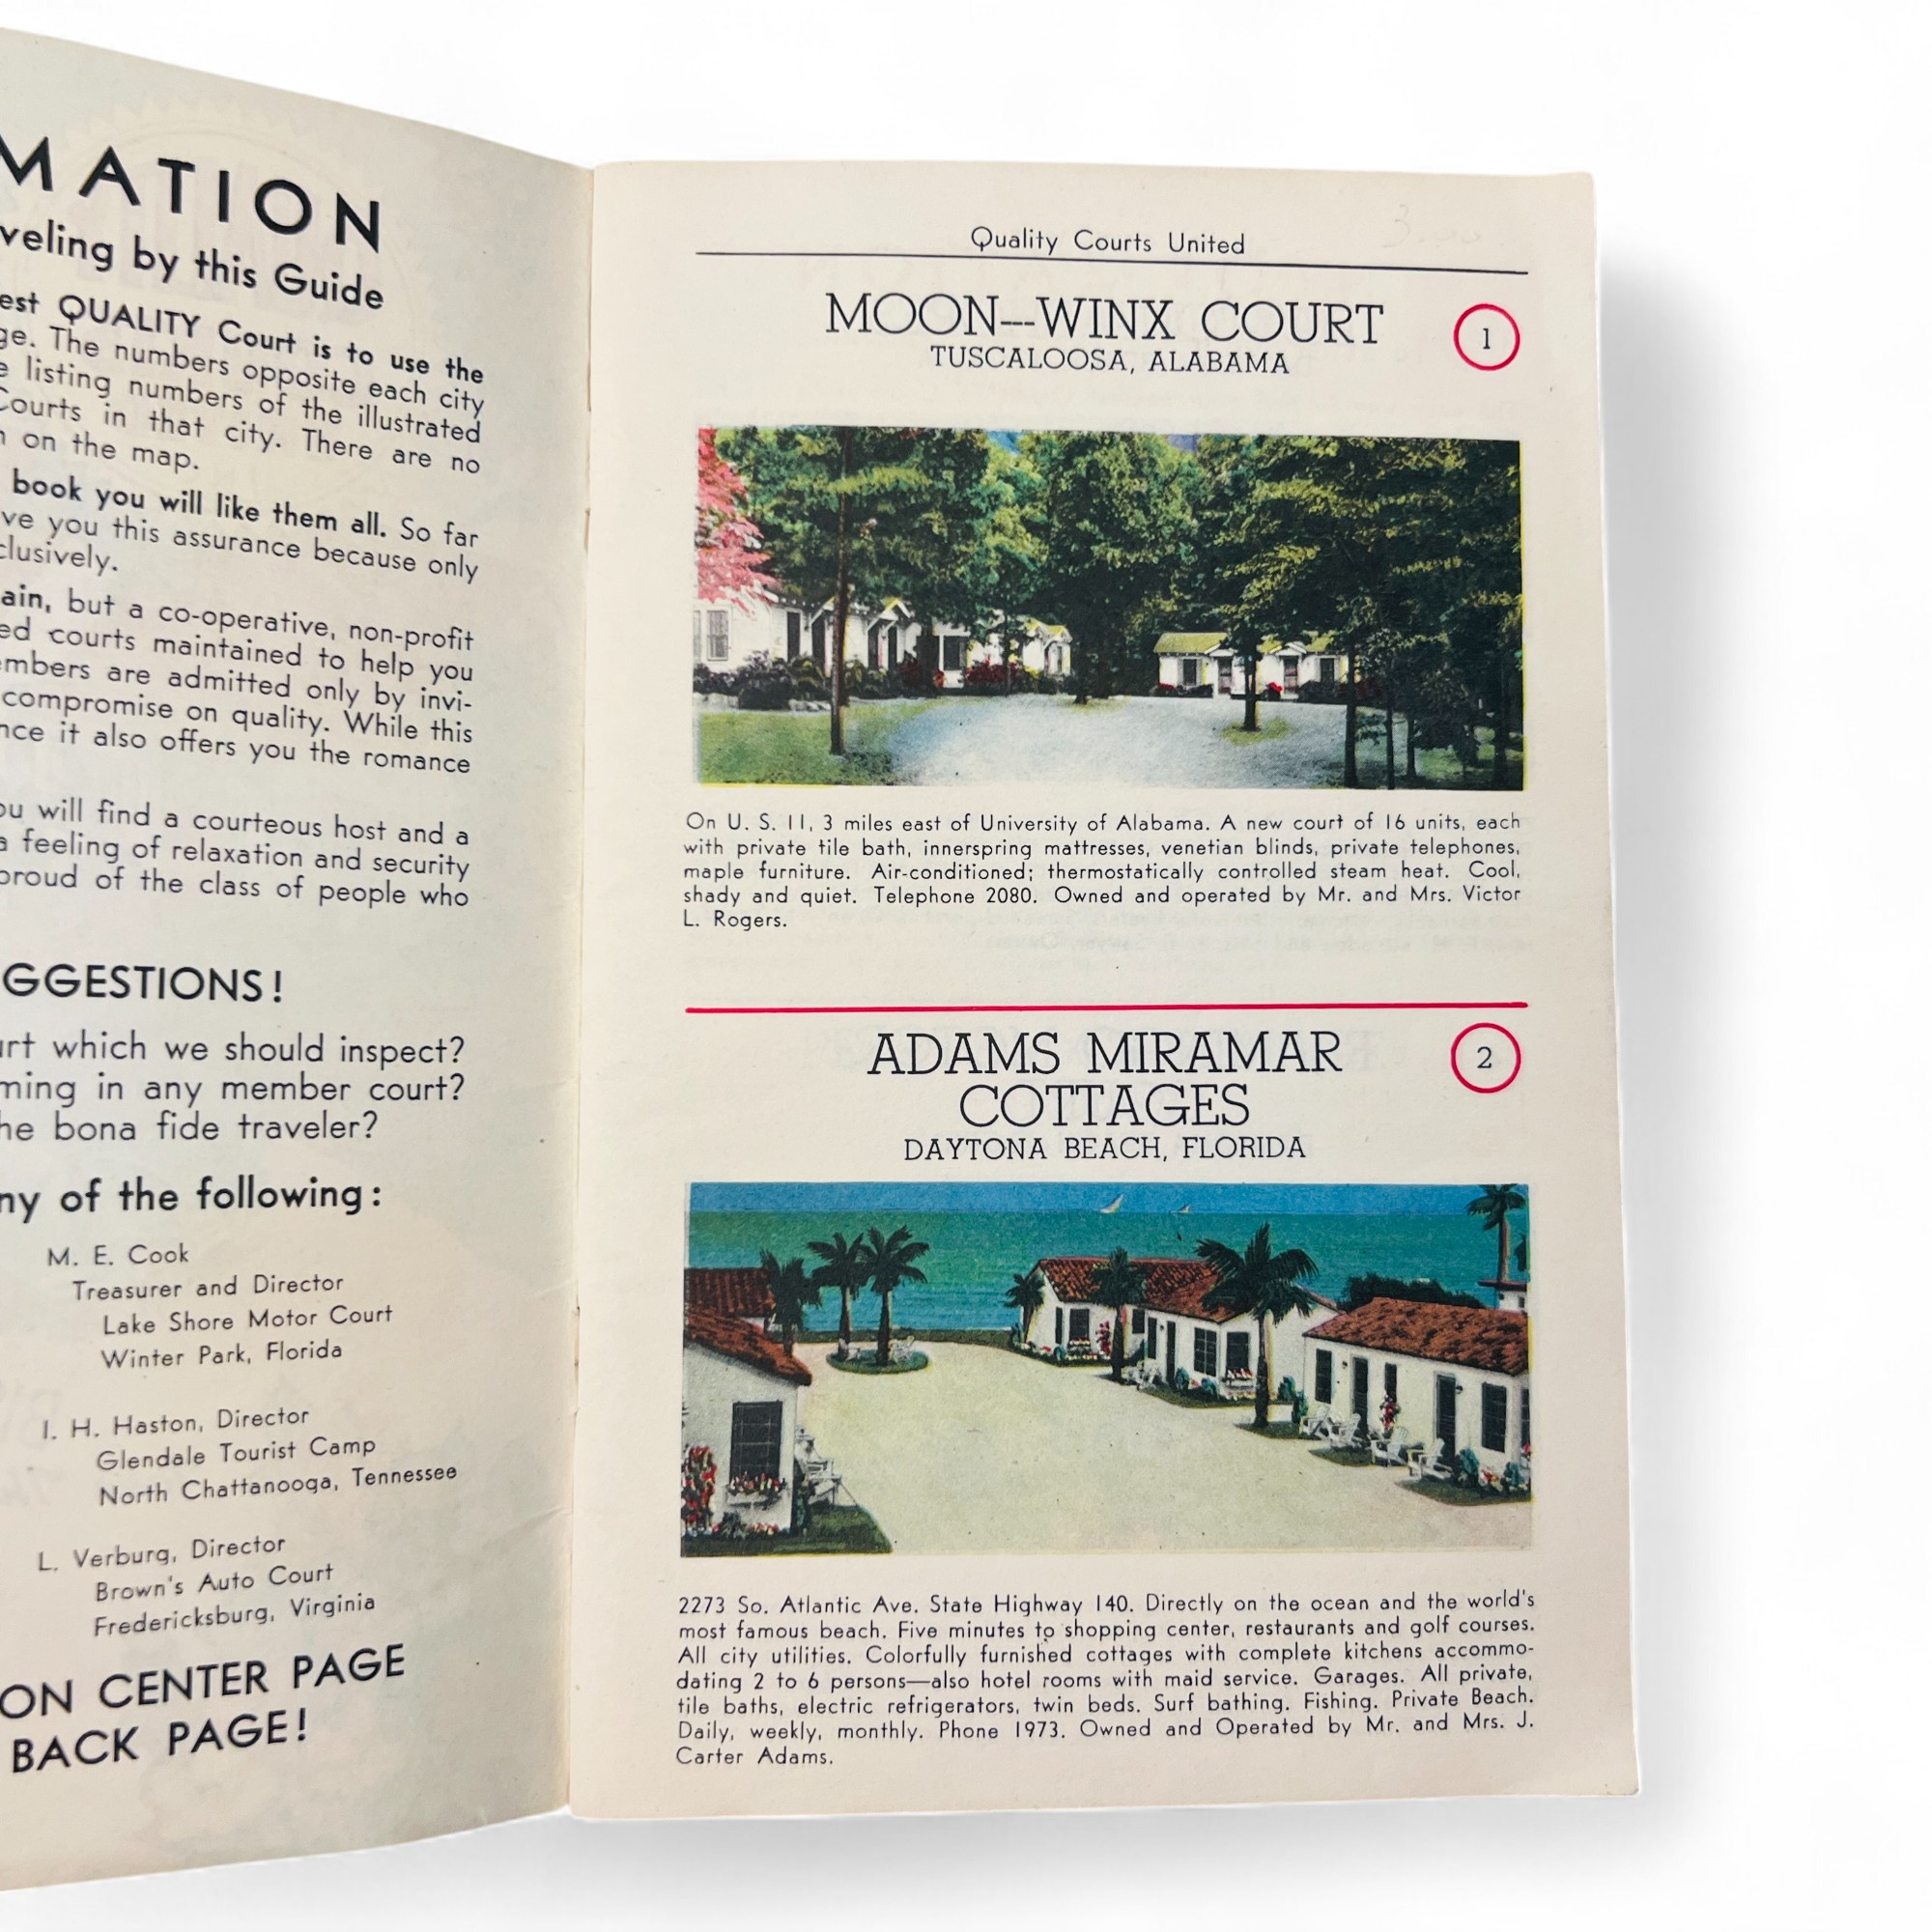 MATION
veling by this Guide
est QUALITY Court is to use the
ge. The numbers opposite each city
e listing numbers of the illustrated
Courts in that city. There are no
n on the map.
book you will like them all. So far
ve you this assurance because only
clusively.
ain, but a co-operative, non-profit
ed courts maintained to help you
embers are admitted only by invi-
compromise on quality. While this
nce it also offers you the romance
ou will find a courteous host and a
a feeling of relaxation and security
proud of the class of people who
GGESTIONS!
urt which we should inspect?
ming in any member court?
he bona fide traveler?
ny of the following:
M. E. Cook
Treasurer and Director
Lake Shore Motor Court
Winter Park, Florida
I. H. Haston, Director
Glendale Tourist Camp
North Chattanooga, Tennessee
L. Verburg, Director
Brown's Auto Court
Fredericksburg, Virginia
ON CENTER PAGE
BACK PAGE!
Quality Courts United
MOON---WINX COURT
1
TUSCALOOSA, ALABAMA
On U. S. 11, 3 miles east of University of Alabama. A new court of 16 units, each
with private tile bath, innerspring mattresses, venetian blinds, private telephones,
maple furniture. Air-conditioned; thermostatically controlled steam heat. Cool,
shady and quiet. Telephone 2080. Owned and operated by Mr. and Mrs. Victor
L. Rogers.
ADAMS MIRAMAR
2
COTTAGES
DAYTONA BEACH, FLORIDA
2273 So. Atlantic Ave. State Highway 140. Directly on the ocean and the world's
most famous beach. Five minutes to shopping center, restaurants and golf courses.
All city utilities. Colorfully furnished cottages with complete kitchens accommo-
dating 2 to 6 persons—also hotel rooms with maid service. Garages. All private,
tile baths, electric refrigerators, twin beds. Surf bathing. Fishing. Private Beach.
Daily, weekly, monthly. Phone 1973. Owned and Operated by Mr. and Mrs. J.
Carter Adams.